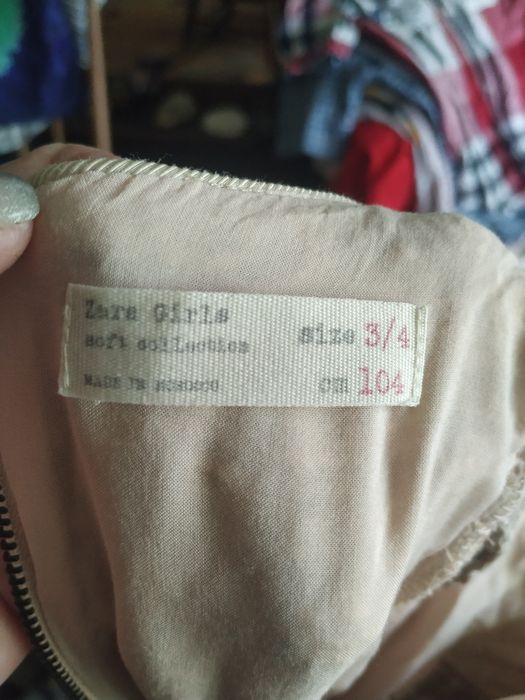 Zara Girls
soft collection size 3/4
MADE IN MOROCCO cm 104